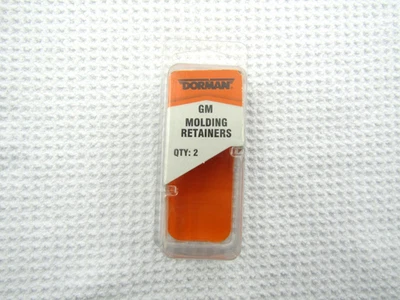 DORMAN
GM
MOLDING
RETAINERS
QTY: 2